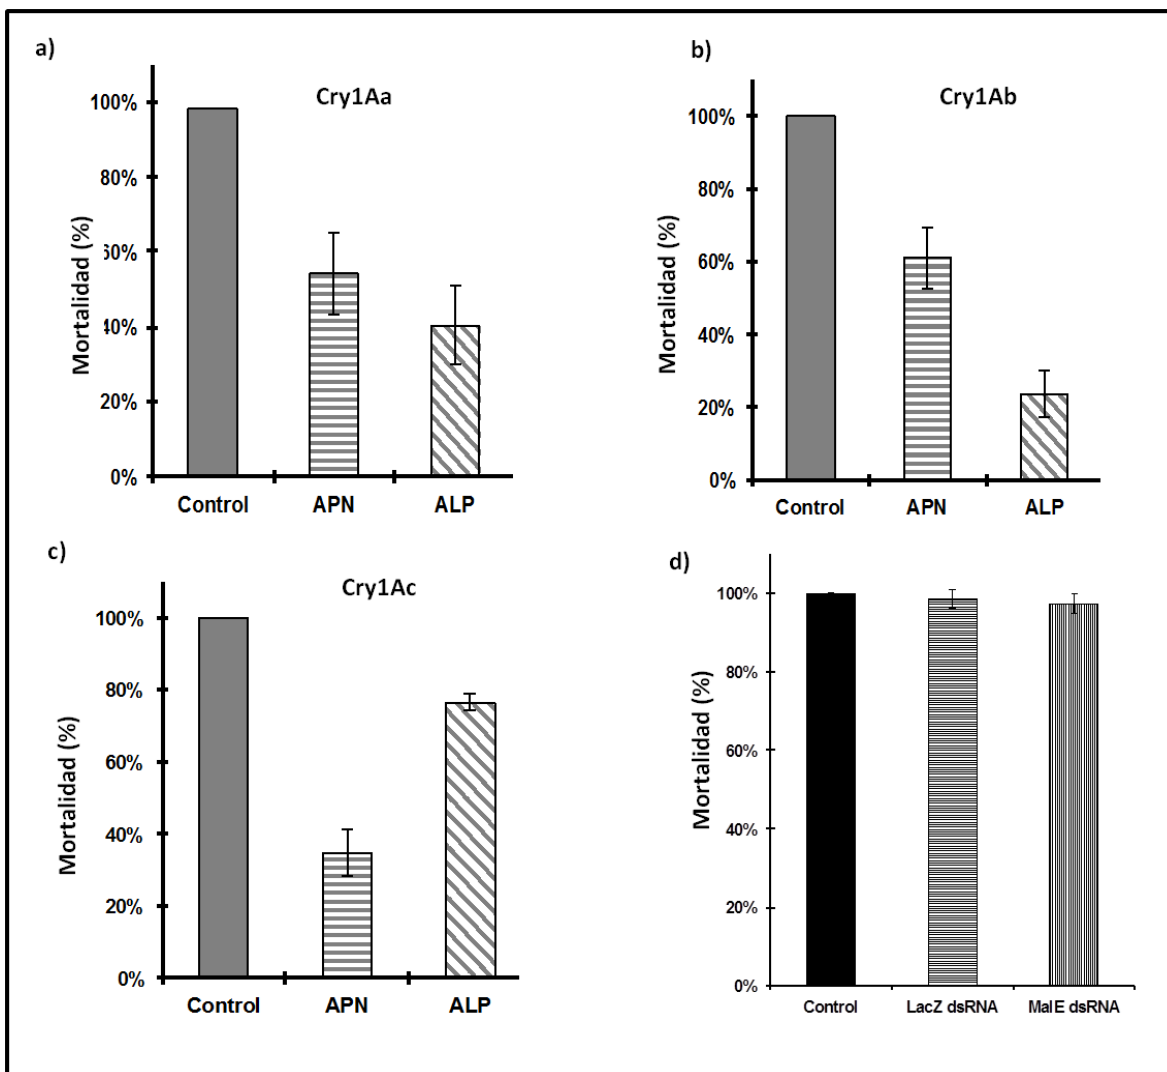 a)
Cry1Aa
Mortalidad (%)
100%
80%
60%
40%
20%
0%
Control APN ALP
b)
Cry1Ab
Mortalidad (%)
100%
80%
60%
40%
20%
0%
Control APN ALP
c)
Cry1Ac
Mortalidad (%)
100%
80%
60%
40%
20%
0%
Control APN ALP
d)
Mortalidad (%)
100%
80%
60%
40%
20%
0%
Control LacZ dsRNA MalE dsRNA